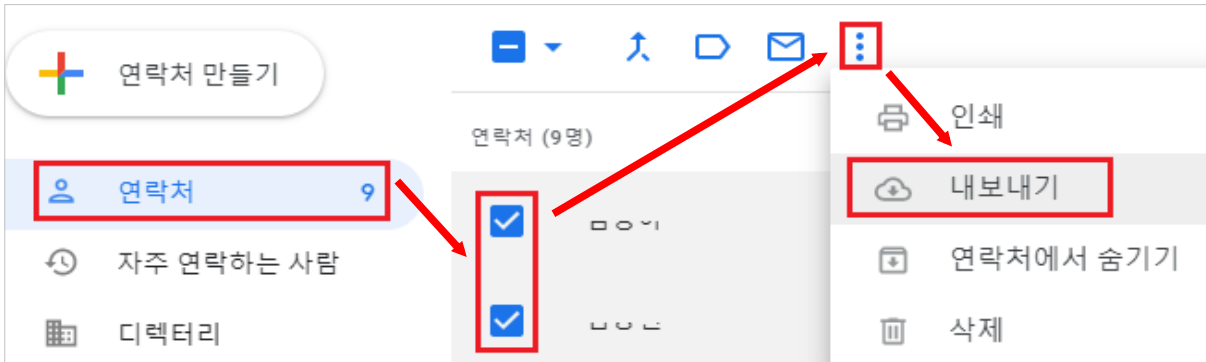 연락처 만들기
연락처 9
자주 연락하는 사람
디렉터리
연락처 (9명)
인쇄
내보내기
연락처에서 숨기기
삭제